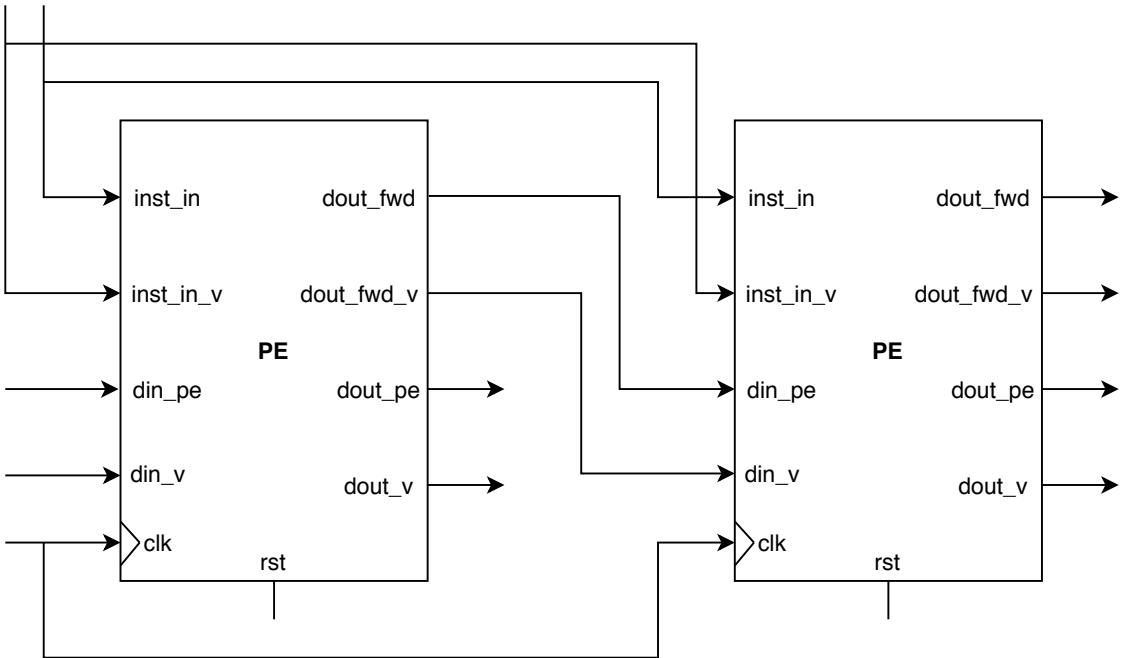 inst_in
dout_fwd
inst_in_v
dout_fwd_v
PE
din_pe
dout_pe
din_v
dout_v
clk
rst
inst_in
dout_fwd
inst_in_v
dout_fwd_v
PE
din_pe
dout_pe
din_v
dout_v
clk
rst